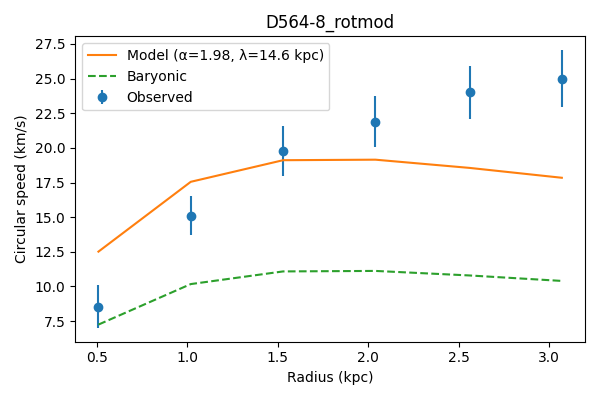 D564-8_rotmod
27.5
25.0
22.5
20.0
17.5
15.0
12.5
10.0
7.5
Circular speed (km/s)
Model (α=1.98, λ=14.6 kpc)
Baryonic
Observed
0.5 1.0 1.5 2.0 2.5 3.0
Radius (kpc)